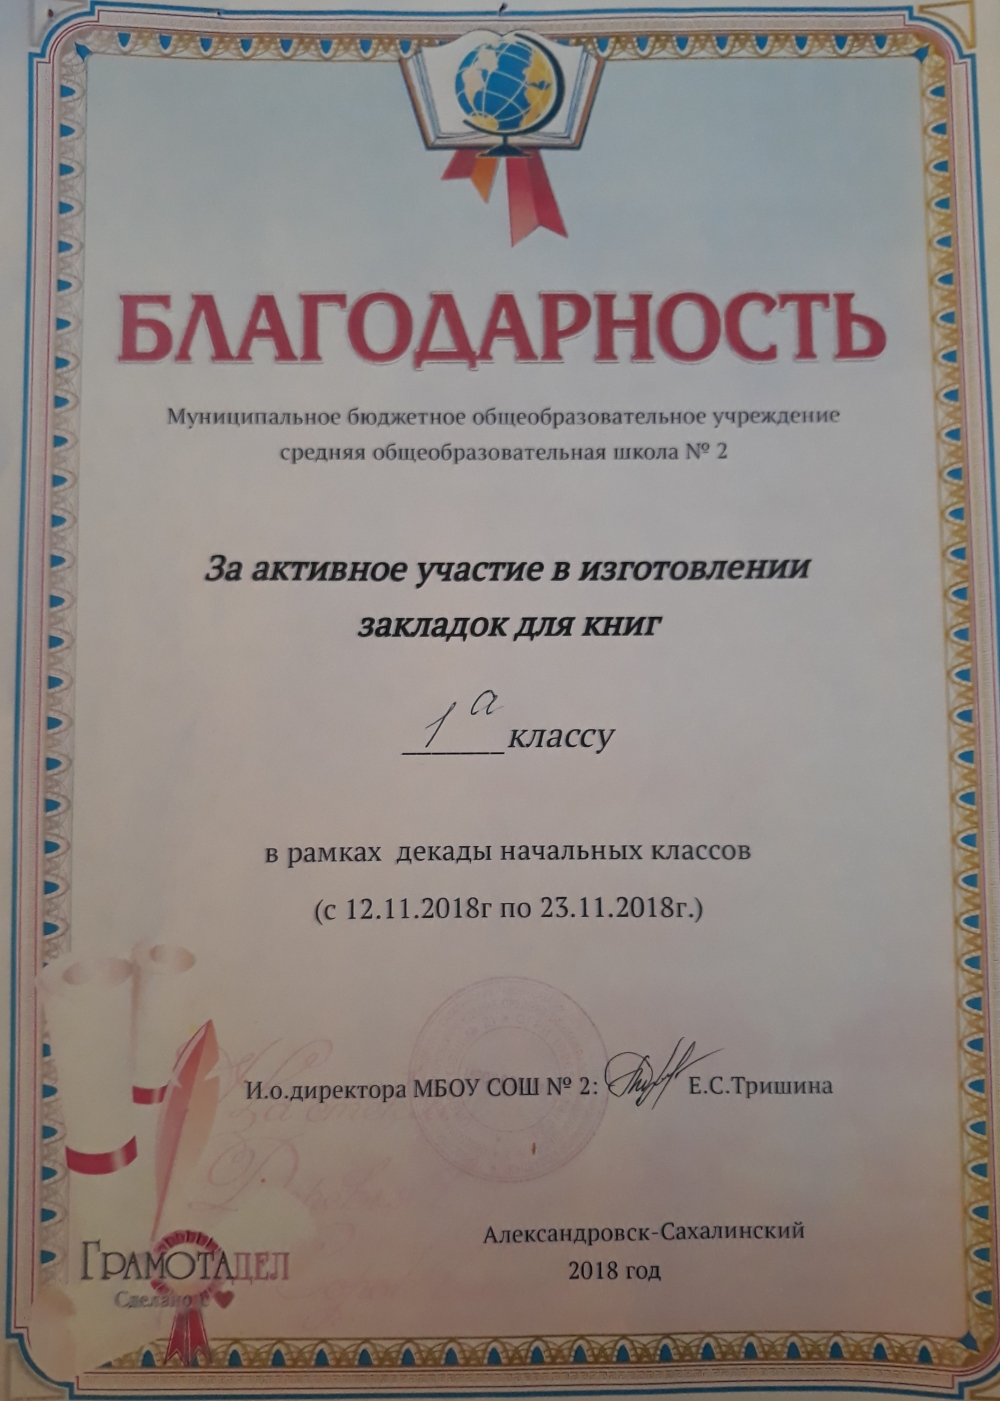 БЛАГОДАРНОСТЬ
Муниципальное бюджетное общеобразовательное учреждение
средняя общеобразовательная школа № 2
За активное участие в изготовлении
закладок для книг
1 а классу
в рамках декады начальных классов
(с 12.11.2018г по 23.11.2018г.)
И.о.директора МБОУ СОШ № 2: Е.С.Тришина
Александровск-Сахалинский
2018 год
ГРАМОТАДЕЛ
Сделано с